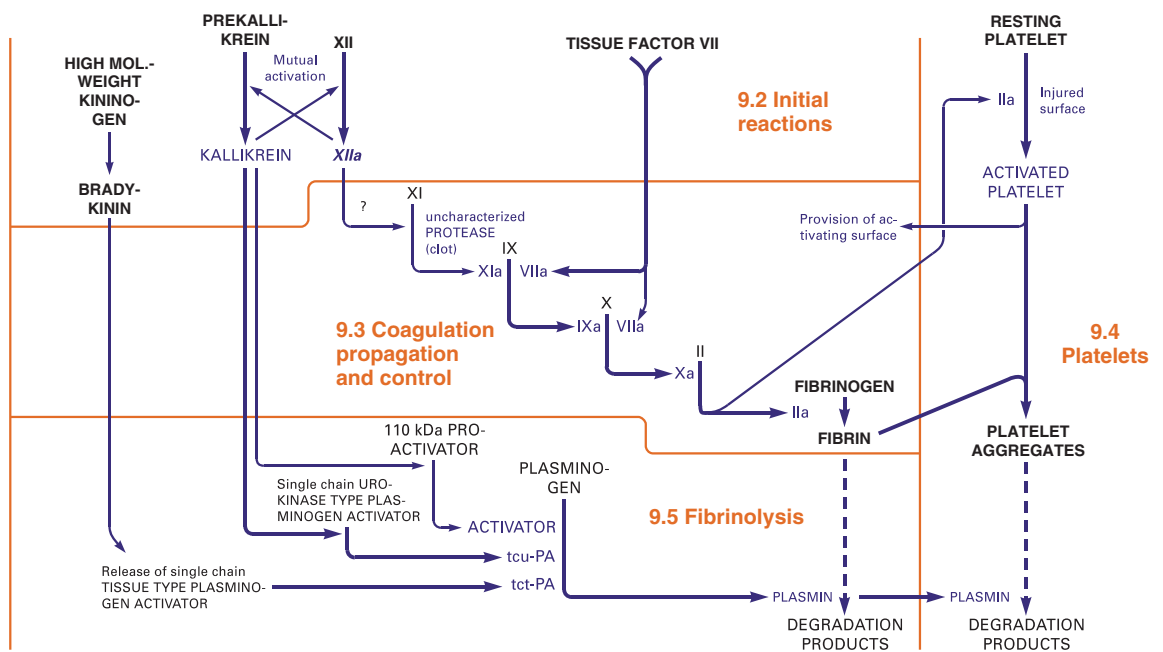 PREKALLI-
KREIN
XII
TISSUE FACTOR VII
RESTING
PLATELET
HIGH MOL.-
WEIGHT
KININO-
GEN
Mutual
activation
9.2 Initial
reactions
IIa
Injured
surface
KALLIKREIN
XIIa
ACTIVATED
PLATELET
BRADY-
KININ
?
XI
uncharacterized
PROTEASE
(clot)
Provision of ac-
tivating surface
IX
XIa
VIIa
X
IXa
VIIa
9.3 Coagulation
propagation
and control
9.4
Platelets
II
Xa
FIBRINOGEN
IIa
FIBRIN
PLATELET
AGGREGATES
110 kDa PRO-
ACTIVATOR
PLASMINO-
GEN
Single chain URO-
KINASE TYPE PLAS-
MINOGEN ACTIVATOR
9.5 Fibrinolysis
ACTIVATOR
tcu-PA
Release of single chain
TISSUE TYPE PLASMINO-
GEN ACTIVATOR
tct-PA
PLASMIN
PLASMIN
DEGRADATION
PRODUCTS
DEGRADATION
PRODUCTS